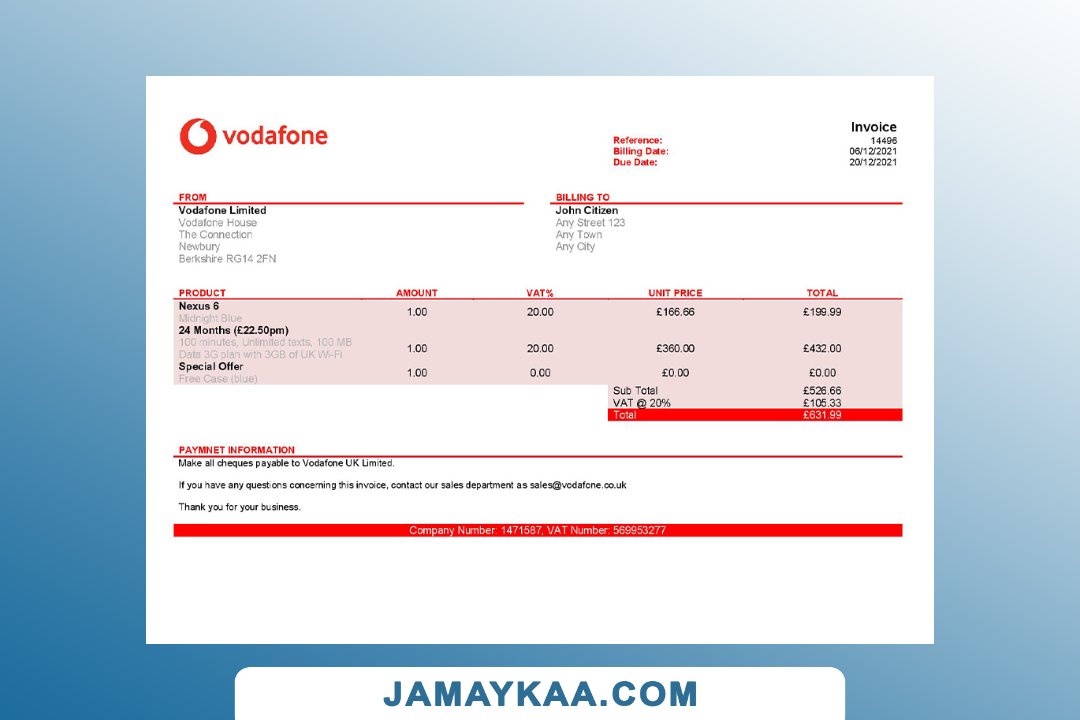 vodafone
Invoice
Reference: 14496
Billing Date: 06/12/2021
Due Date: 20/12/2021
FROM
Vodafone Limited
Vodafone House
The Connection
Newbury
Berkshire RG14 2FN
BILLING TO
John Citizen
Any Street 123
Any Town
Any City
PRODUCT AMOUNT VAT% UNIT PRICE TOTAL
Nexus 6
Midnight Blue
1.00 20.00 £166.66 £199.99
24 Months (£22.50pm)
100 minutes, Unlimited texts, 100 MB
Data 3G plan with 3GB of UK Wi-Fi
1.00 20.00 £360.00 £432.00
Special Offer
Free Case (blue)
1.00 0.00 £0.00 £0.00
Sub Total £526.66
VAT @ 20% £105.33
Total £631.99
PAYMNET INFORMATION
Make all cheques payable to Vodafone UK Limited.
If you have any questions concerning this invoice, contact our sales department as sales@vodafone.co.uk
Thank you for your business.
Company Number: 1471587, VAT Number: 569953277
JAMAYKAA.COM